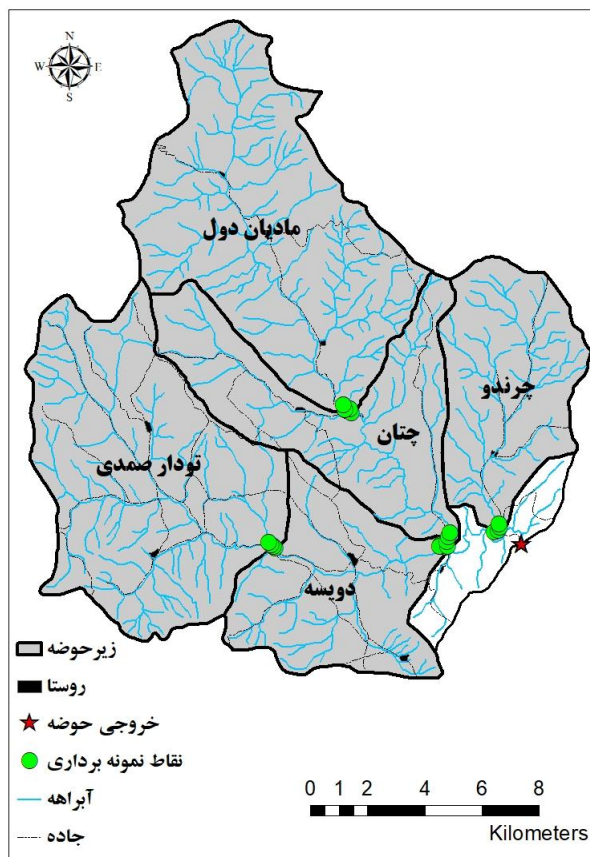 N
W E
S
مادیان دول
چرندو
چتان
تودار صمدی
دویسه
زیرحوضه
روستا
خروجی حوضه
نقاط نمونه برداری
آبراهه
جاده
0 1 2 4 6 8
Kilometers